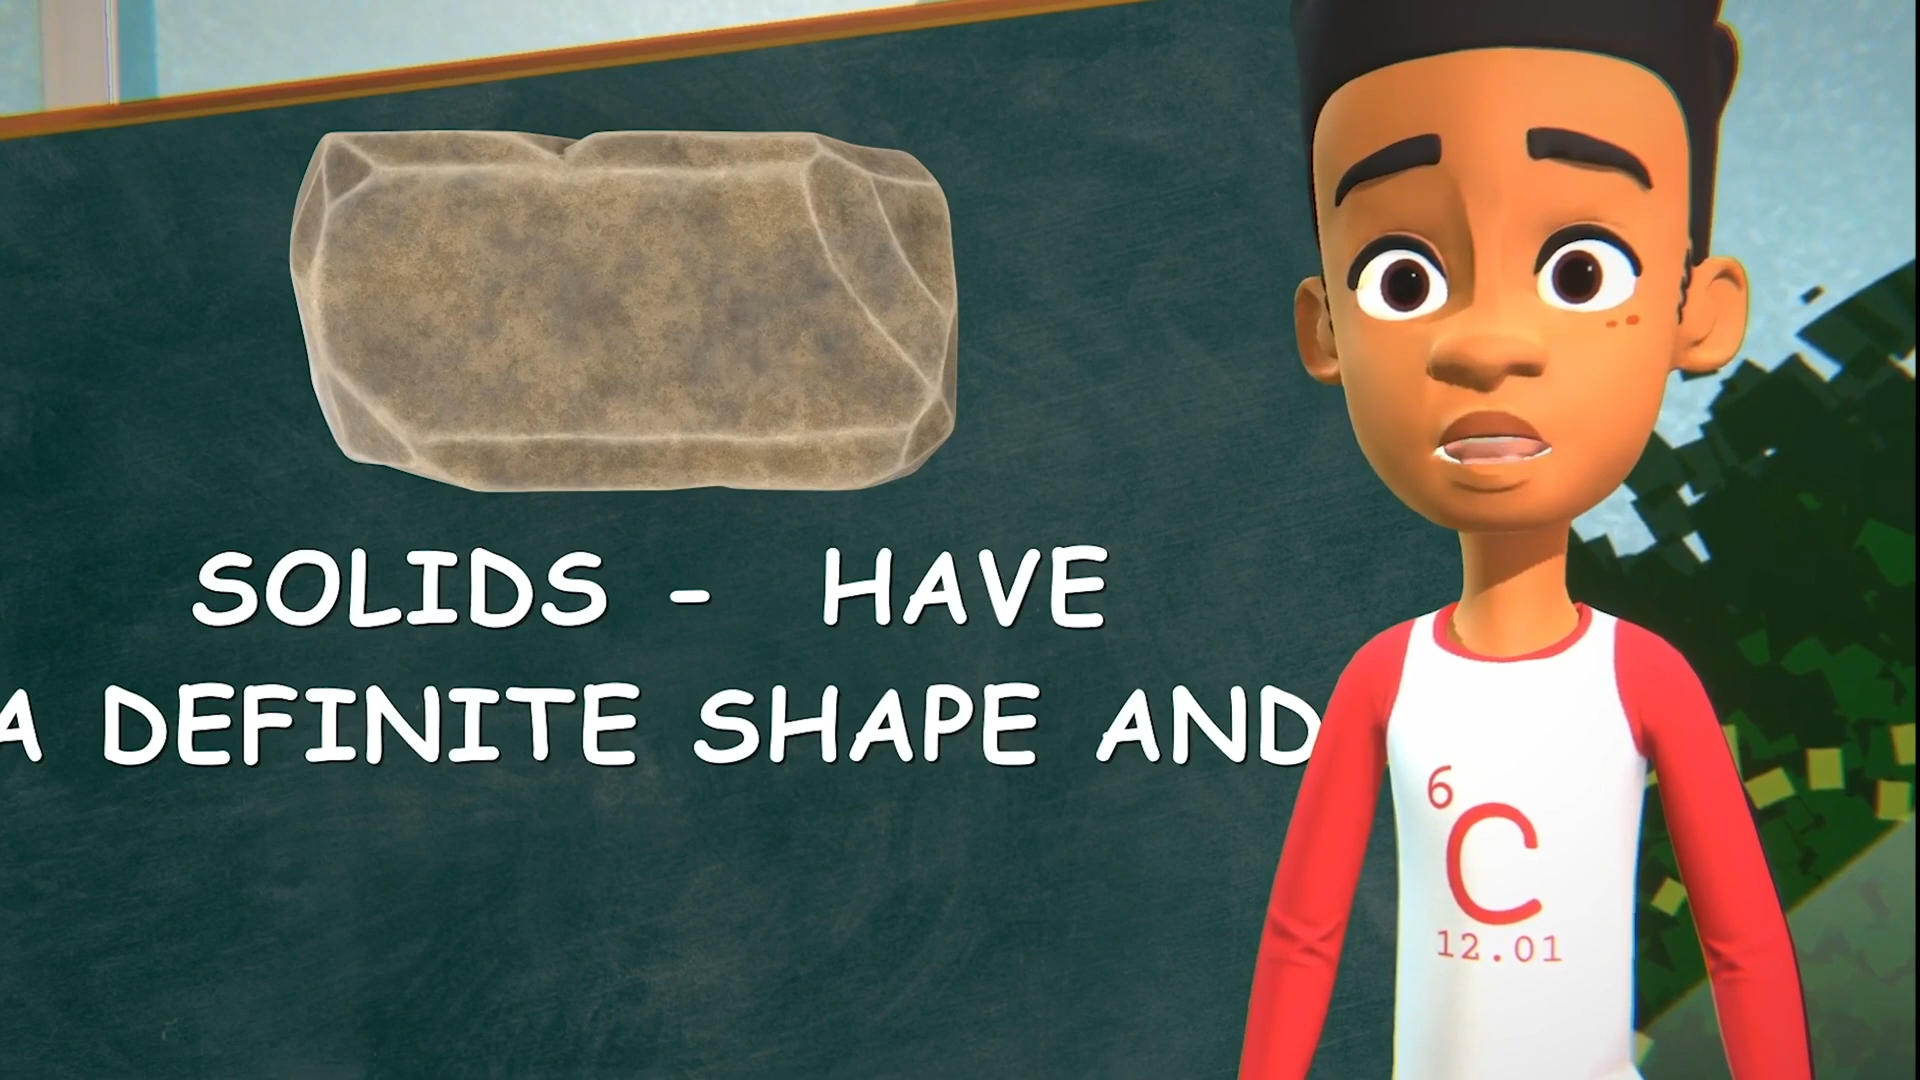 SOLIDS - HAVE
A DEFINITE SHAPE AND
6
C
12.01